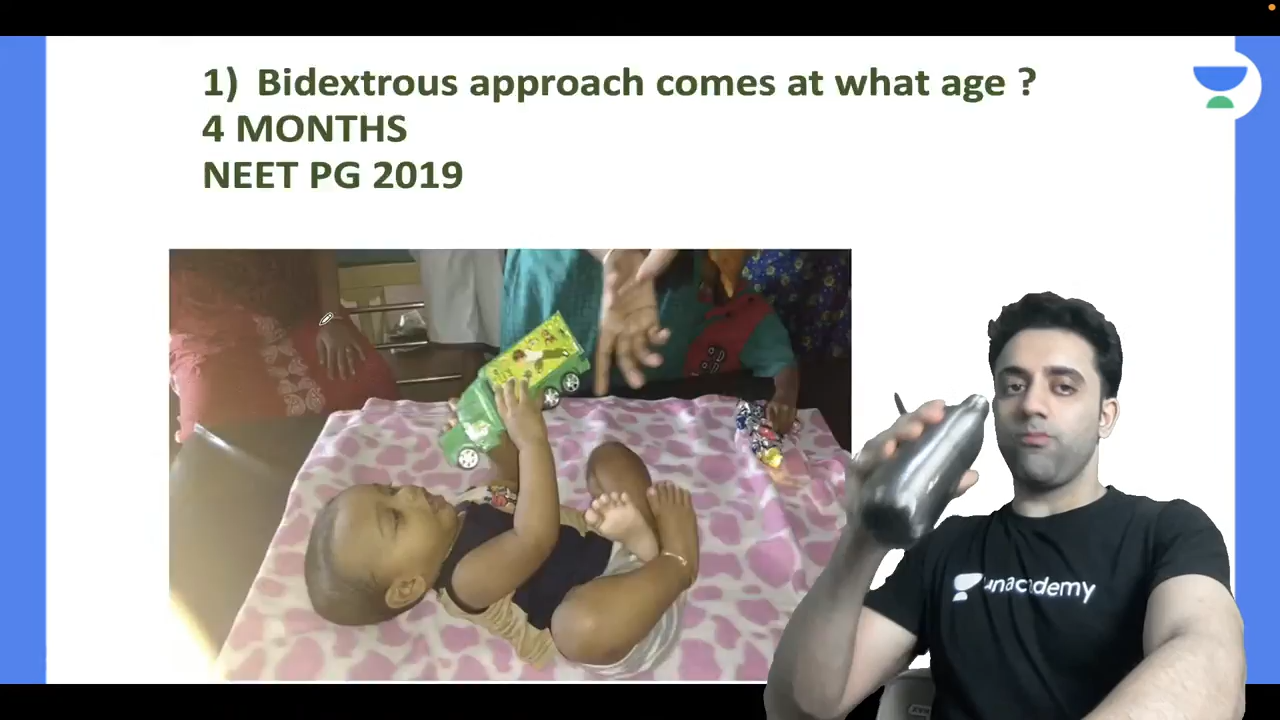 1) Bidextrous approach comes at what age ?
4 MONTHS
NEET PG 2019
unacademy